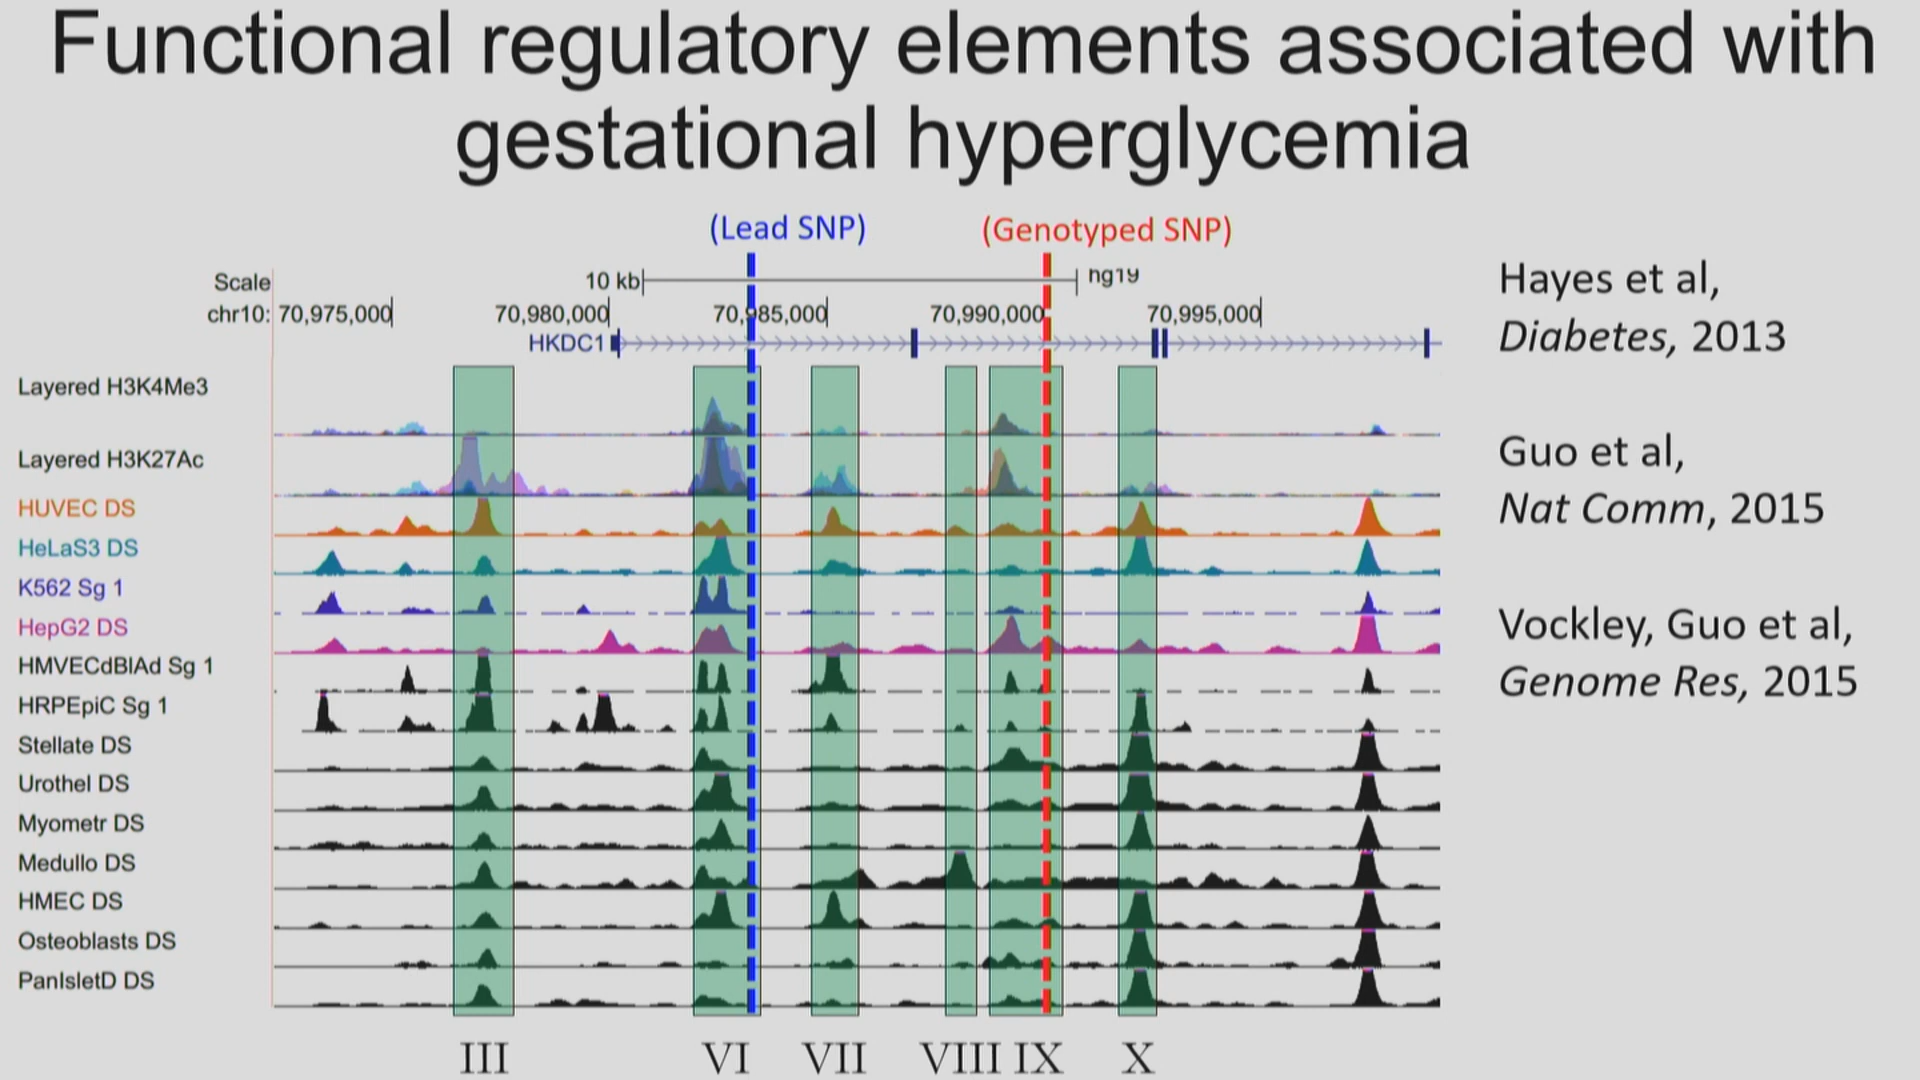 Functional regulatory elements associated with
gestational hyperglycemia
(Lead SNP) (Genotyped SNP)
Scale 10 kb hg19
chr10: 70,975,000 70,980,000 70,985,000 70,990,000 70,995,000
HKDC1
Layered H3K4Me3
Layered H3K27Ac
HUVEC DS
HeLaS3 DS
K562 Sg 1
HepG2 DS
HMVECdBlAd Sg 1
HRPEpiC Sg 1
Stellate DS
Urothel DS
Myometr DS
Medullo DS
HMEC DS
Osteoblasts DS
PanIsletD DS
III VI VII VIII IX X
Hayes et al,
Diabetes, 2013
Guo et al,
Nat Comm, 2015
Vockley, Guo et al,
Genome Res, 2015